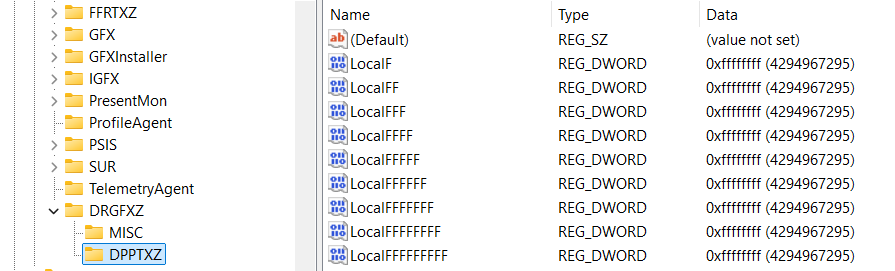 FFRTXZ
GFX
GFXInstaller
IGFX
PresentMon
ProfileAgent
PSIS
SUR
TelemetryAgent
DRGFXZ
MISC
DPPTXZ
Name Type Data
(Default) REG_SZ (value not set)
LocalF REG_DWORD 0xffffffff (4294967295)
LocalFF REG_DWORD 0xffffffff (4294967295)
LocalFFF REG_DWORD 0xffffffff (4294967295)
LocalFFFF REG_DWORD 0xffffffff (4294967295)
LocalFFFFF REG_DWORD 0xffffffff (4294967295)
LocalFFFFFF REG_DWORD 0xffffffff (4294967295)
LocalFFFFFFF REG_DWORD 0xffffffff (4294967295)
LocalFFFFFFFF REG_DWORD 0xffffffff (4294967295)
LocalFFFFFFFFF REG_DWORD 0xffffffff (4294967295)